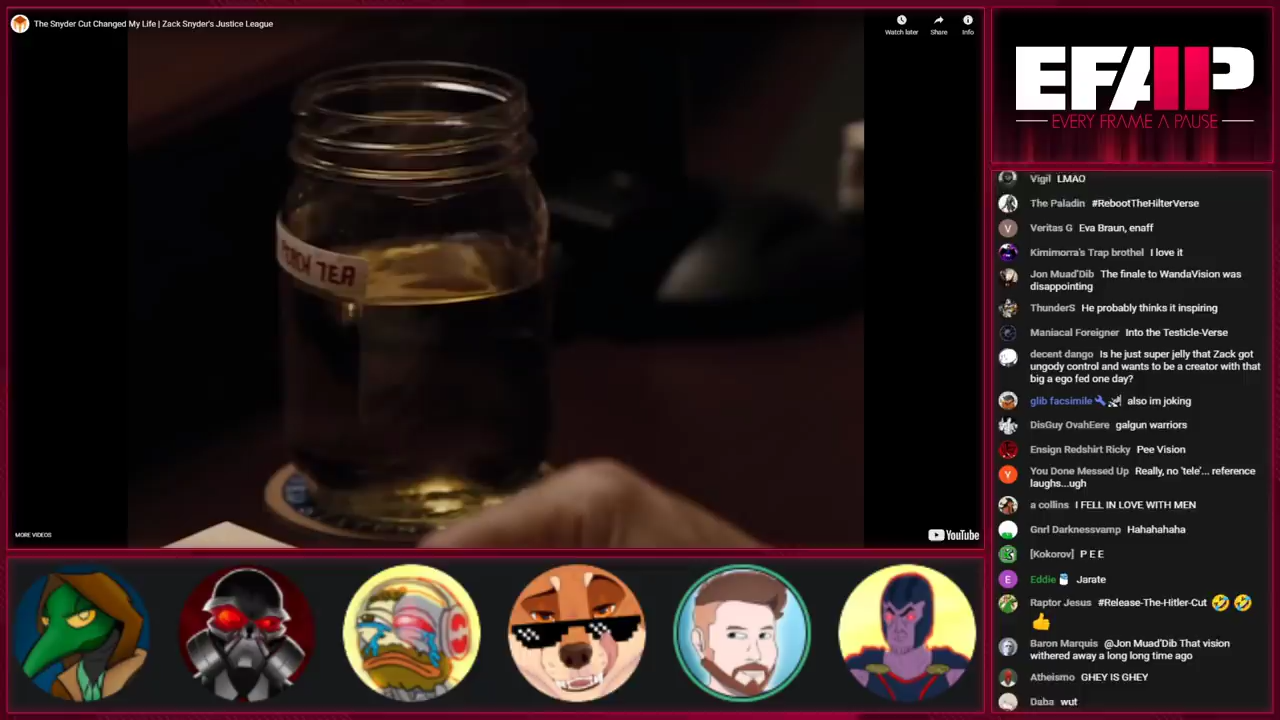 The Snyder Cut Changed My Life | Zack Snyder's Justice League
Watch later
Share
Info
TEA
MORE VIDEOS
YouTube
EFAP
EVERY FRAME A PAUSE
Vigil LMAO
The Paladin #RebootTheHilterVerse
Veritas G Eva Braun, enaff
Kimimorra's Trap brothel I love it
Jon Muad'Dib The finale to WandaVision was
disappointing
ThunderS He probably thinks it inspiring
Maniacal Foreigner Into the Testicle-Verse
decent dango Is he just super jelly that Zack got
ungody control and wants to be a creator with that
big a ego fed one day?
glib facsimile also im joking
DisGuy OvahEere galgun warriors
Ensign Redshirt Ricky Pee Vision
You Done Messed Up Really, no 'tele'... reference
laughs...ugh
a collins I FELL IN LOVE WITH MEN
Gnrl Darknessvamp Hahahahaha
[Kokorov] P E E
Eddie Jarate
Raptor Jesus #Release-The-Hitler-Cut 🤣 🤣
👍
Baron Marquis @Jon Muad'Dib That vision
withered away a long long time ago
Atheismo GHEY IS GHEY
Daba wut